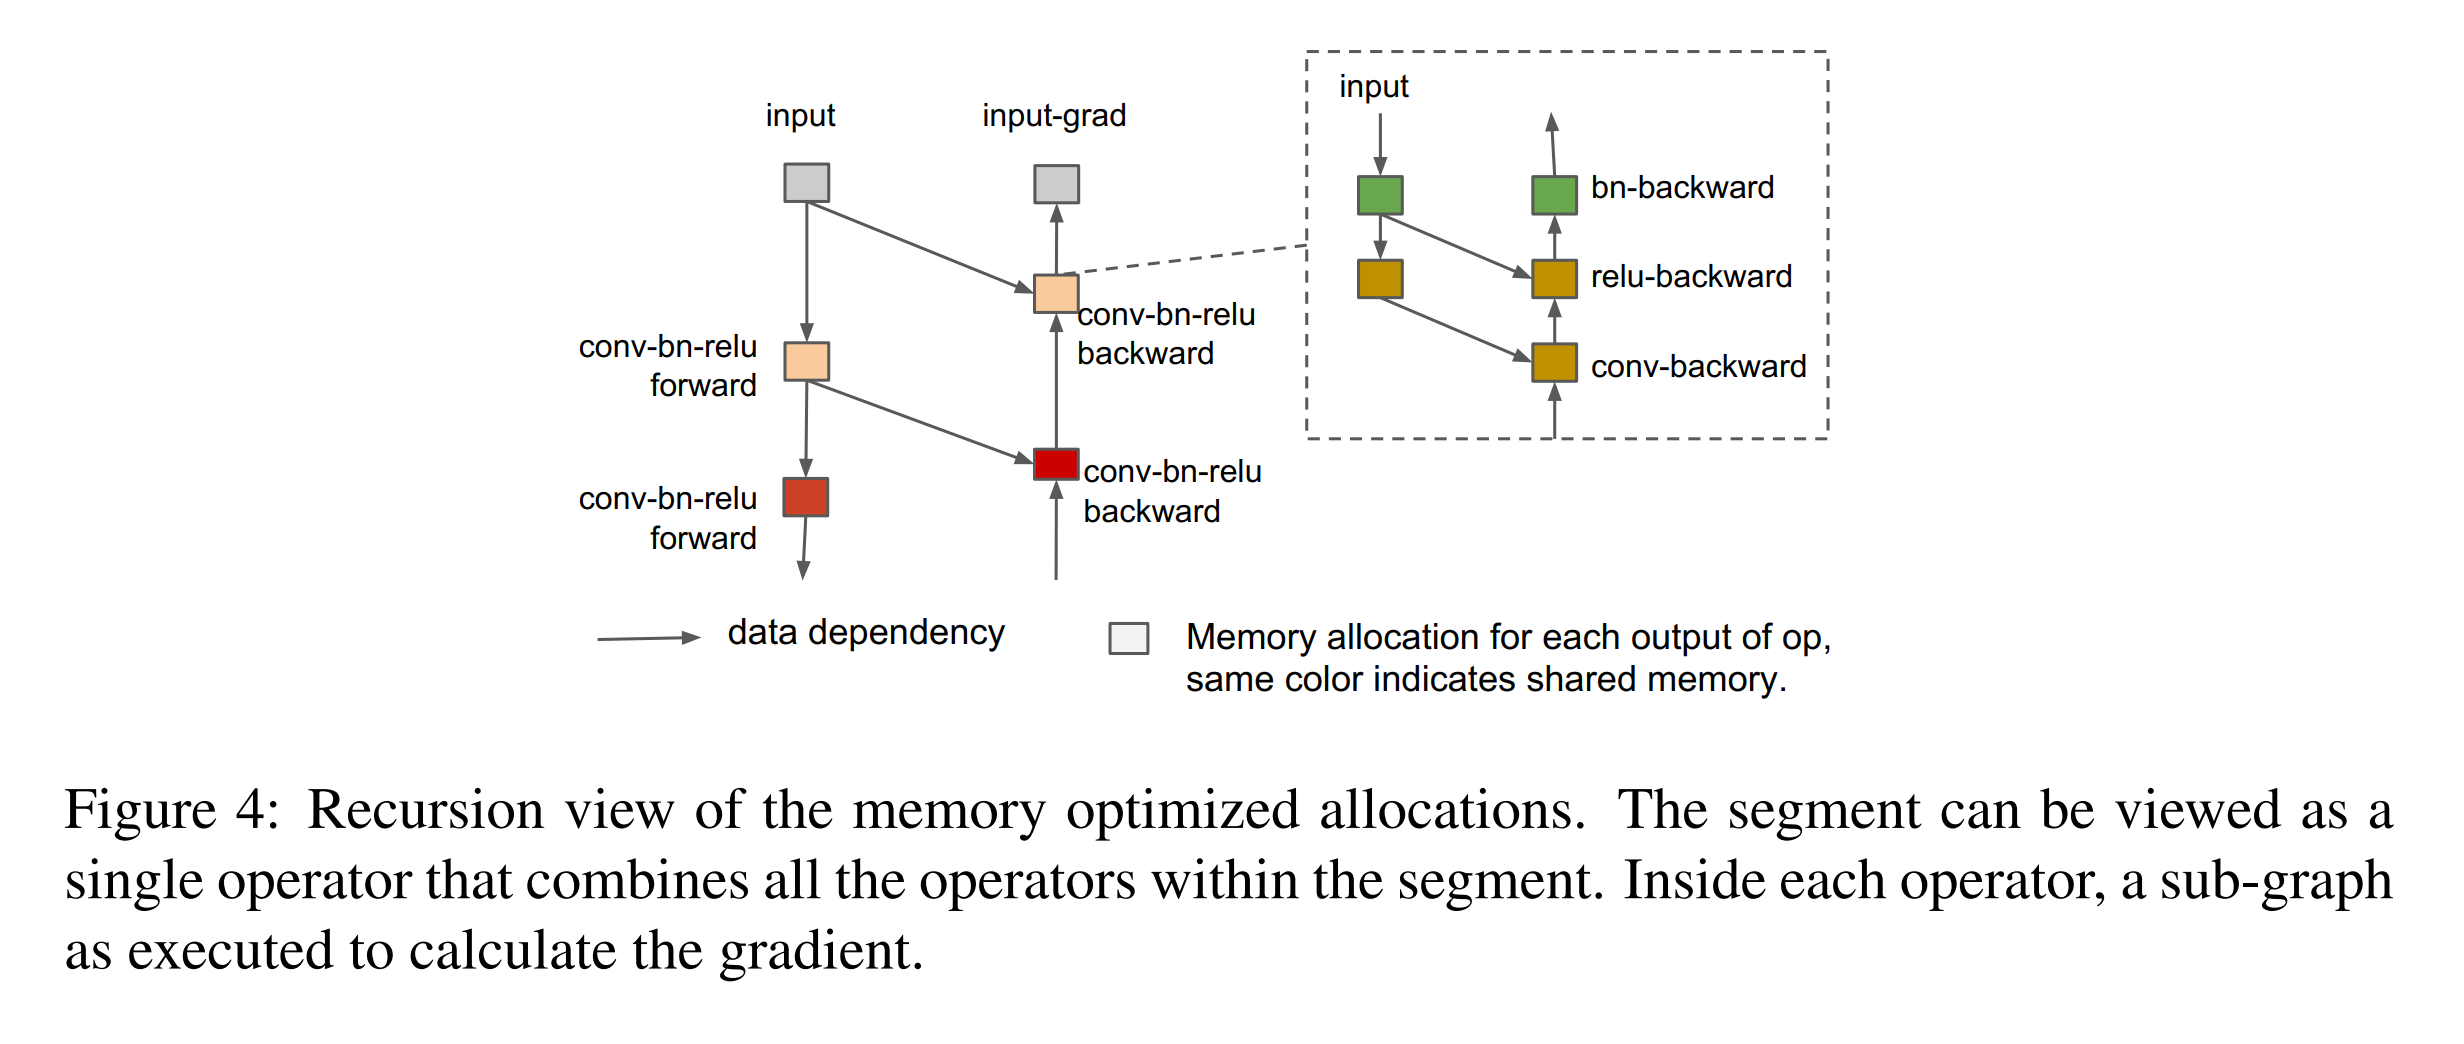 input
input-grad
conv-bn-relu
forward
conv-bn-relu
forward
conv-bn-relu
backward
conv-bn-relu
backward
input
bn-backward
relu-backward
conv-backward
data dependency
Memory allocation for each output of op,
same color indicates shared memory.
Figure 4: Recursion view of the memory optimized allocations. The segment can be viewed as a
single operator that combines all the operators within the segment. Inside each operator, a sub-graph
as executed to calculate the gradient.